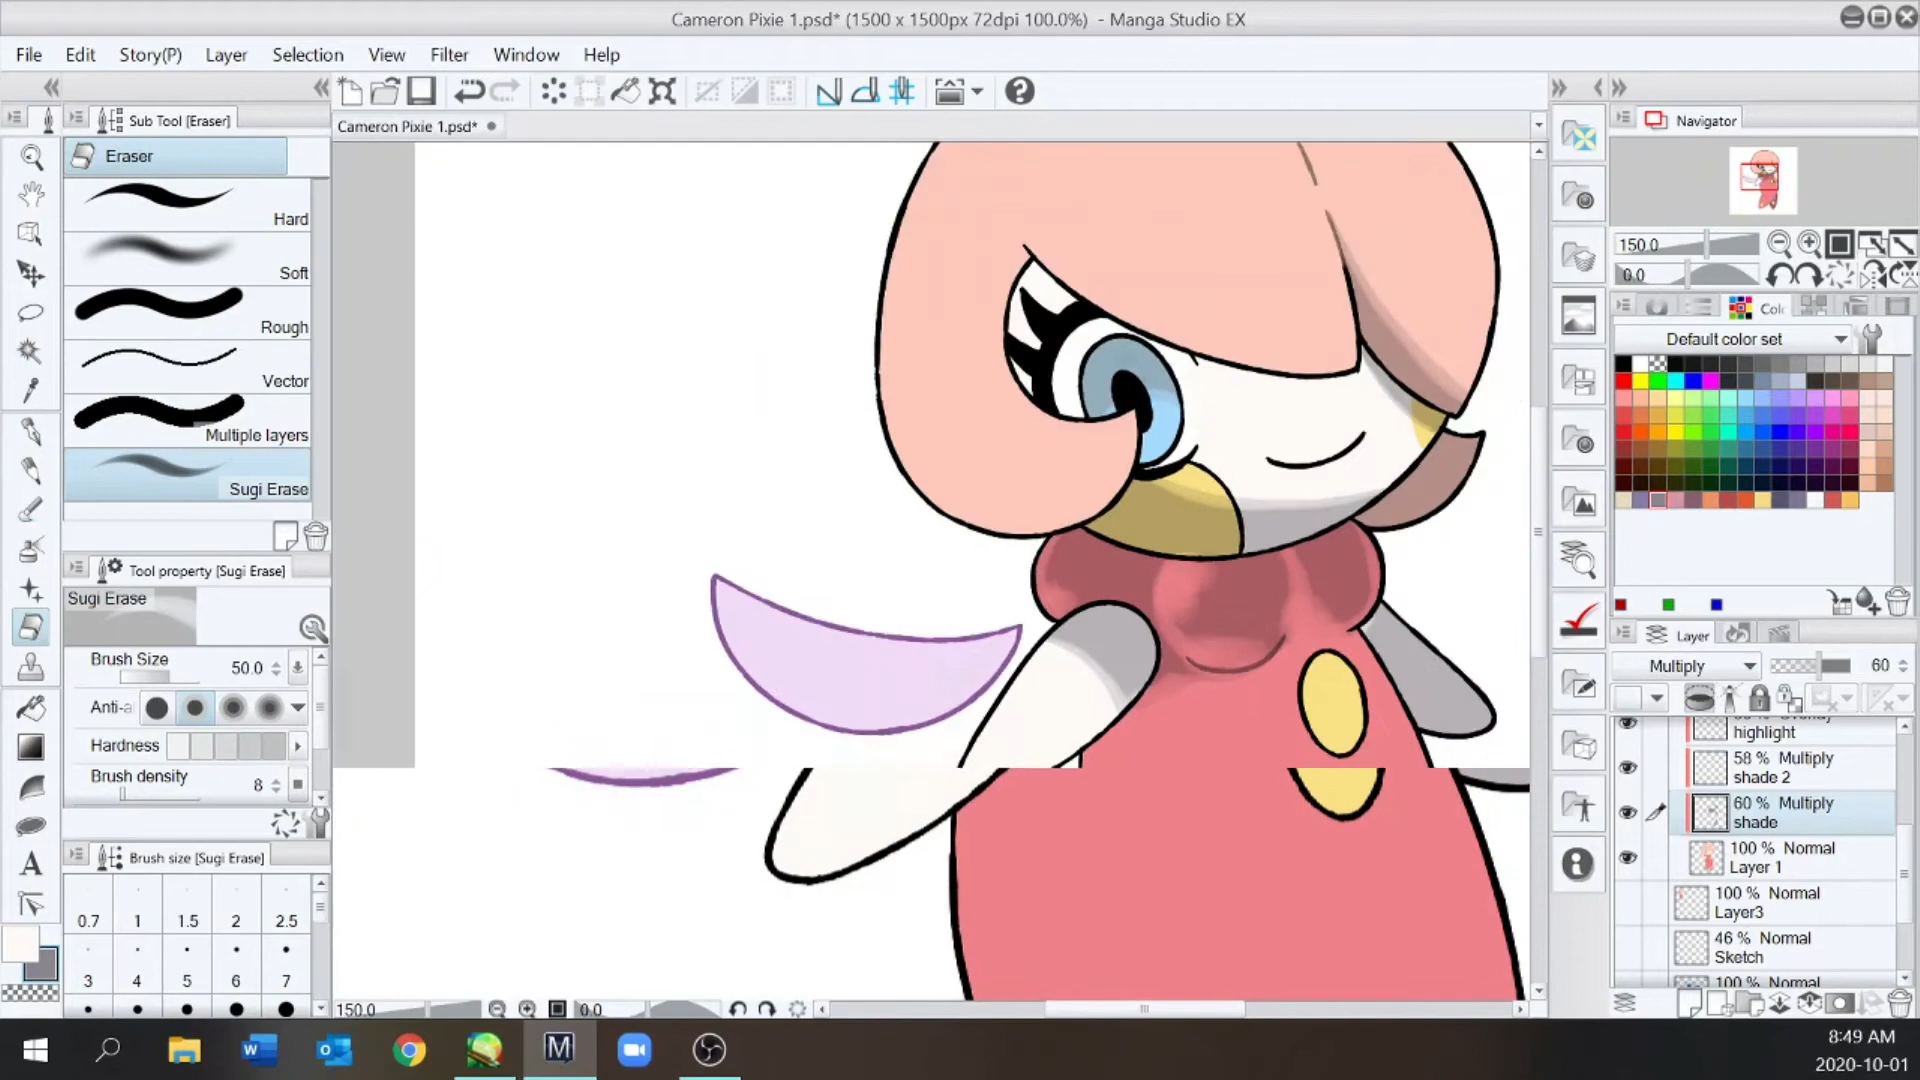 Cameron Pixie 1.psd* (1500 x 1500px 72dpi 100.0%)  - Manga Studio EX
File Edit Story(P) Layer Selection View Filter Window Help
Sub Tool [Eraser]
Cameron Pixie 1.psd*
Navigator
Eraser
Hard
Soft
Rough
Vector
Multiple layers
Sugi Erase
150.0
0.0
Default color set
Tool property [Sugi Erase]
Sugi Erase
Brush Size 50.0
Anti-a
Hardness
Brush density 8
Brush size [Sugi Erase]
0.7 1 1.5 2 2.5
3 4 5 6 7
Layer
Multiply 60
highlight
58 % Multiply
shade 2
60 % Multiply
shade
100 % Normal
Layer 1
100 % Normal
Layer3
46 % Normal
Sketch
100 % Normal
150.0 0.0
8:49 AM
2020-10-01